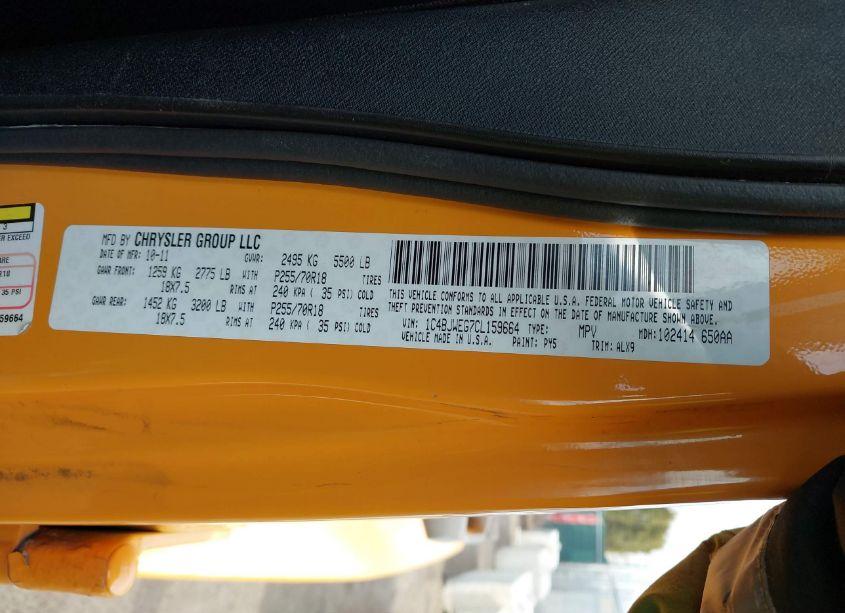 3
R EXCEED
ARE
R18
35 PSI
59664
MFD BY CHRYSLER GROUP LLC
DATE OF MFR: 10-11 GVWR: 2495 KG 5500 LB
GAWR FRONT: 1259 KG 2775 LB WITH P255/70R18 TIRES
18X7.5 RIMS AT 240 KPA ( 35 PSI) COLD
GAWR REAR: 1452 KG 3200 LB WITH P255/70R18 TIRES
18X7.5 RIMS AT 240 KPA ( 35 PSI) COLD
THIS VEHICLE CONFORMS TO ALL APPLICABLE U.S.A. FEDERAL MOTOR VEHICLE SAFETY AND
THEFT PREVENTION STANDARDS IN EFFECT ON THE DATE OF MANUFACTURE SHOWN ABOVE.
VIN: 1C4BJWEG7CL159664 TYPE: MPV MDH: 102414 650AA
VEHICLE MADE IN U.S.A. PAINT: PY5 TRIM: ALX9